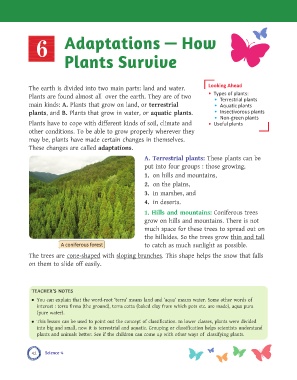 6
Adaptations — How
Plants Survive
The earth is divided into two main parts: land and water.
Plants are found almost all over the earth. They are of two
main kinds: A. Plants that grow on land, or terrestrial
plants, and B. Plants that grow in water, or aquatic plants.
Plants have to cope with different kinds of soil, climate and
other conditions. To be able to grow properly wherever they
may be, plants have made certain changes in themselves.
These changes are called adaptations.
Looking Ahead
• Types of plants:
• Terrestrial plants
• Aquatic plants
• Insectivorous plants
• Non-green plants
• Useful plants
A. Terrestrial plants: These plants can be
put into four groups : those growing,
1. on hills and mountains,
2. on the plains,
3. in marshes, and
4. in deserts.
1. Hills and mountains: Coniferous trees
grow on hills and mountains. There is not
much space for these trees to spread out on
the hillsides. So the trees grow thin and tall
to catch as much sunlight as possible.
A coniferous forest
The trees are cone-shaped with sloping branches. This shape helps the snow that falls
on them to slide off easily.
TEACHER'S NOTES
• You can explain that the word-root 'terra' means land and 'aqua' means water. Some other words of
interest : terra firma (the ground), terra cotta (baked clay from which pots etc. are made), aqua pura
(pure water).
• This lesson can be used to point out the concept of classification. In lower classes, plants were divided
into big and small, now it is terrestrial and aquatic. Grouping or classification helps scientists understand
plants and animals better. See if the children can come up with other ways of classifying plants.
Science 4